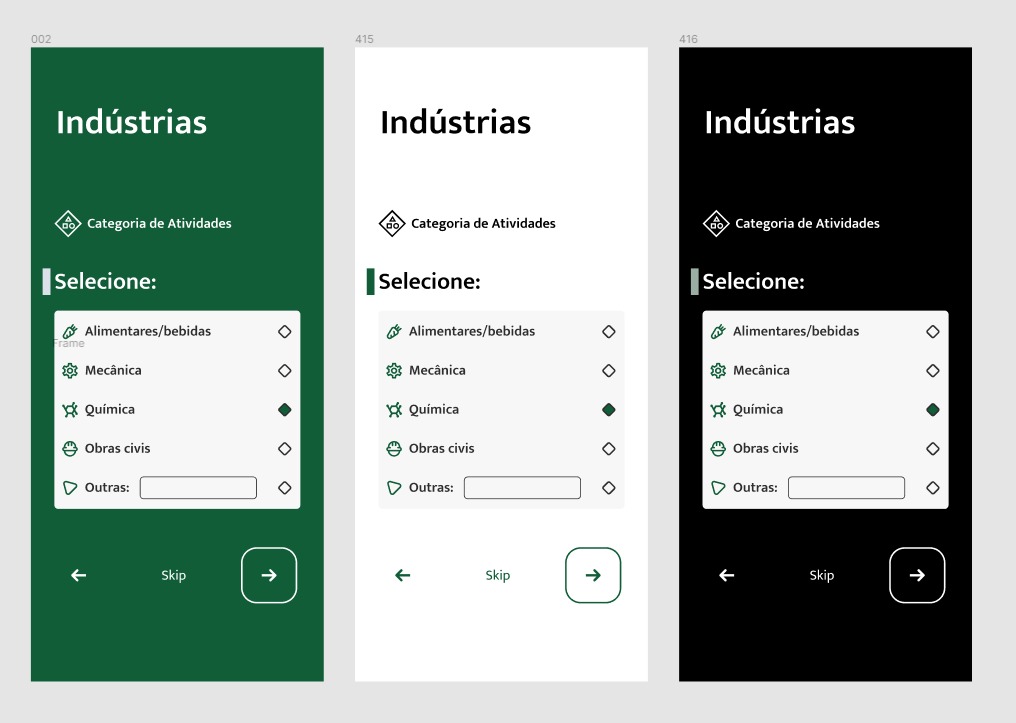 002
Indústrias
Categoria de Atividades
Selecione:
Alimentares/bebidas
Frame
Mecânica
Química
Obras civis
Outras:
Skip
415
Indústrias
Categoria de Atividades
Selecione:
Alimentares/bebidas
Mecânica
Química
Obras civis
Outras:
Skip
416
Indústrias
Categoria de Atividades
Selecione:
Alimentares/bebidas
Mecânica
Química
Obras civis
Outras:
Skip